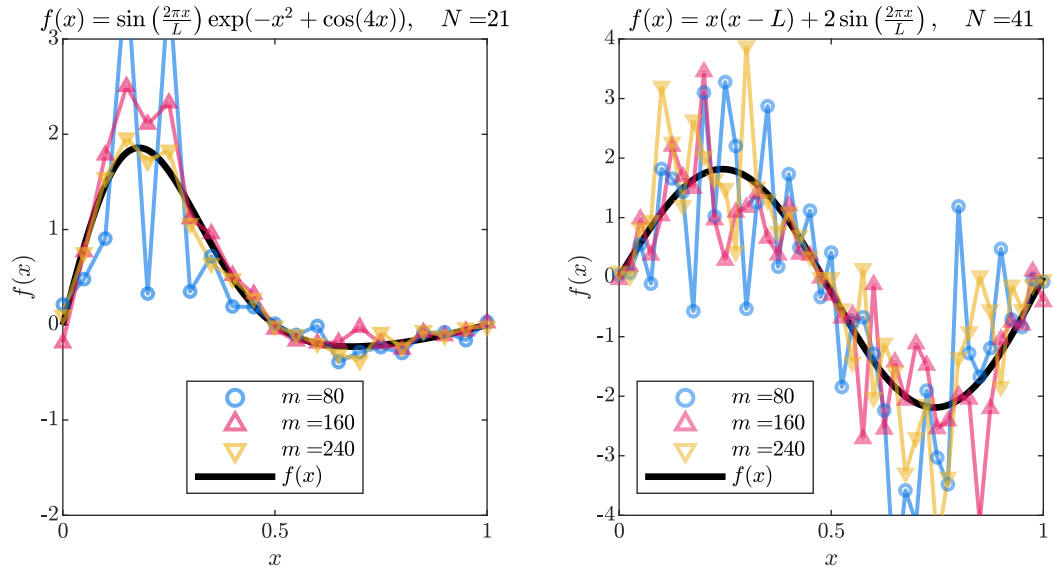 f(x) = sin (2πx/L) exp(−x² + cos(4x)), N =21
3
2
1
0
-1
-2
f(x)
0
0.5
1
x
m =80
m =160
m =240
f(x)
f(x) = x(x − L) + 2 sin (2πx/L), N =41
4
3
2
1
0
-1
-2
-3
-4
f(x)
0
0.5
1
x
m =80
m =160
m =240
f(x)